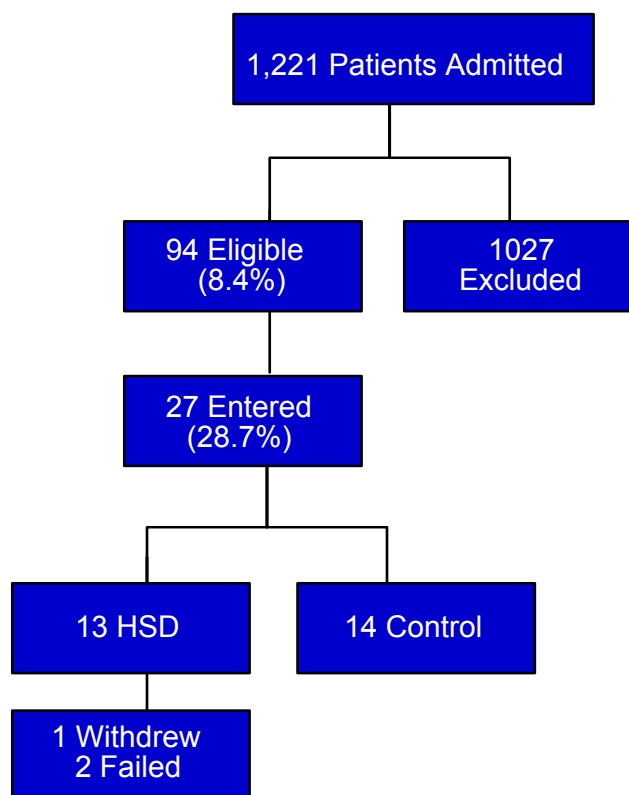 1,221 Patients Admitted
94 Eligible
(8.4%)
1027
Excluded
27 Entered
(28.7%)
13 HSD
14 Control
1 Withdrew
2 Failed